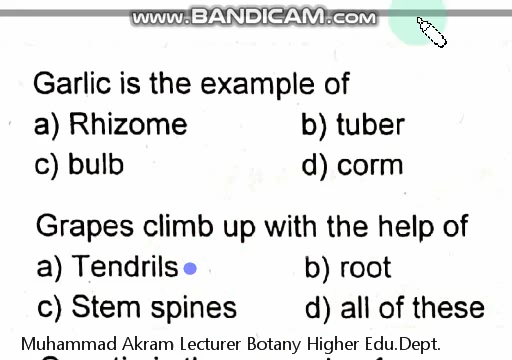 www.BANDICAM.com
Garlic is the example of
a) Rhizome b) tuber
c) bulb d) corm
Grapes climb up with the help of
a) Tendrils b) root
c) Stem spines d) all of these
Muhammad Akram Lecturer Botany Higher Edu.Dept.